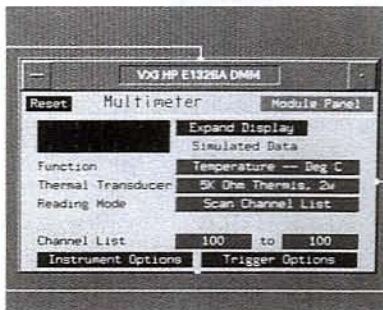 VXI HP E1326A DMM
Reset Multimeter Module Panel
Expand Display
Simulated Data
Function Temperature -- Deg C
Thermal Transducer 5K Ohm Thermis, 2w
Reading Mode Scan Channel List
Channel List 100 to 100
Instrument Options Trigger Options